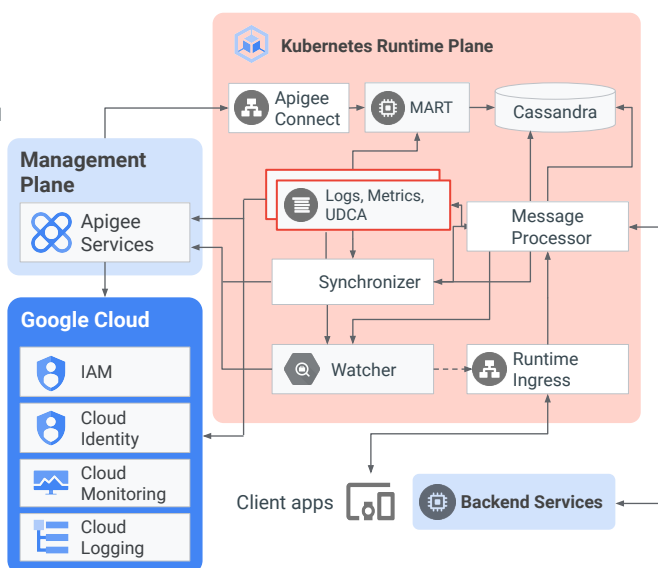 Kubernetes Runtime Plane
Apigee
Connect
MART
Cassandra
Management
Plane
Apigee
Services
Logs, Metrics,
UDCA
Message
Processor
Synchronizer
Google Cloud
IAM
Cloud
Identity
Cloud
Monitoring
Cloud
Logging
Watcher
Runtime
Ingress
Client apps
Backend Services